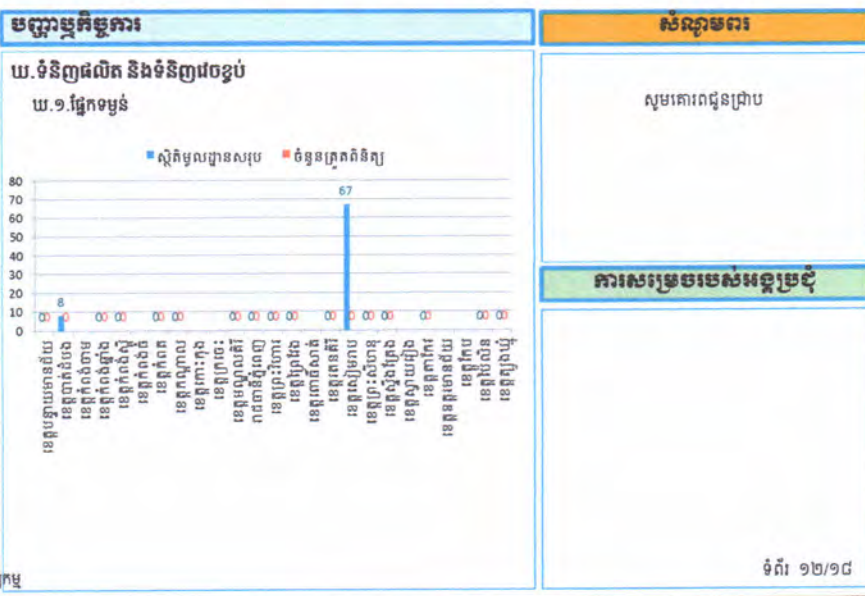 បញ្ហាឬកិច្ចការ
សំណូមពរ
ឃ.ទំនិញផលិត និងទំនិញវេចខ្ចប់
ឃ.១.ផ្នែកទម្ងន់
សូមគោរពជូនជ្រាប
ស្ថិតិមូលដ្ឋានសរុប ចំនួនត្រួតពិនិត្យ
80
70
60
50
40
30
20
10
0
8
67
ខេត្តបន្ទាយមានជ័យ
ខេត្តបាត់ដំបង
ខេត្តកំពង់ចាម
ខេត្តកំពង់ឆ្នាំង
ខេត្តកំពង់ស្ពឺ
ខេត្តកំពង់ធំ
ខេត្តកំពត
ខេត្តកណ្តាល
ខេត្តកោះកុង
ខេត្តក្រចេះ
ខេត្តមណ្ឌលគិរី
រាជធានីភ្នំពេញ
ខេត្តព្រះវិហារ
ខេត្តព្រៃវែង
ខេត្តពោធិ៍សាត់
ខេត្តរតនគិរី
ខេត្តសៀមរាប
ខេត្តព្រះសីហនុ
ខេត្តស្ទឹងត្រែង
ខេត្តស្វាយរៀង
ខេត្តតាកែវ
ខេត្តឧត្តរមានជ័យ
ខេត្តកែប
ខេត្តប៉ៃលិន
ខេត្តត្បូងឃ្មុំ
ការសម្រេចរបស់អង្គប្រជុំ
ទំព័រ ១២/១៨